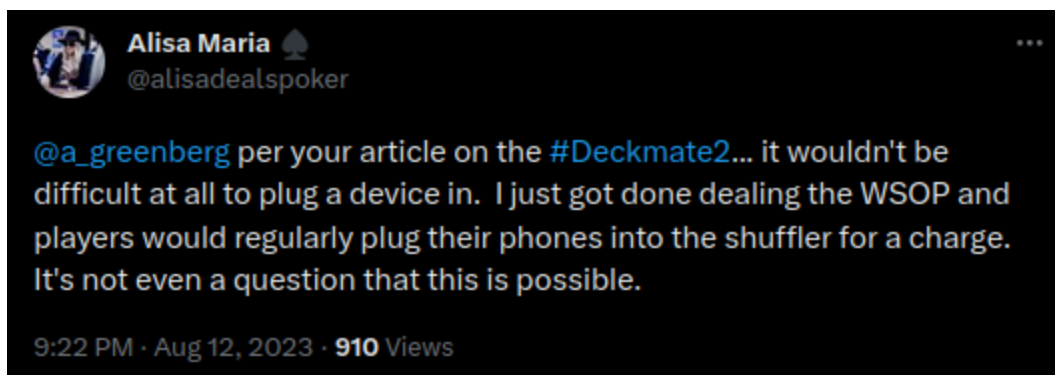 Alisa Maria ♠
@alisadealspoker
@a_greenberg per your article on the #Deckmate2... it wouldn't be
difficult at all to plug a device in.  I just got done dealing the WSOP and
players would regularly plug their phones into the shuffler for a charge.
It's not even a question that this is possible.
9:22 PM · Aug 12, 2023 · 910 Views